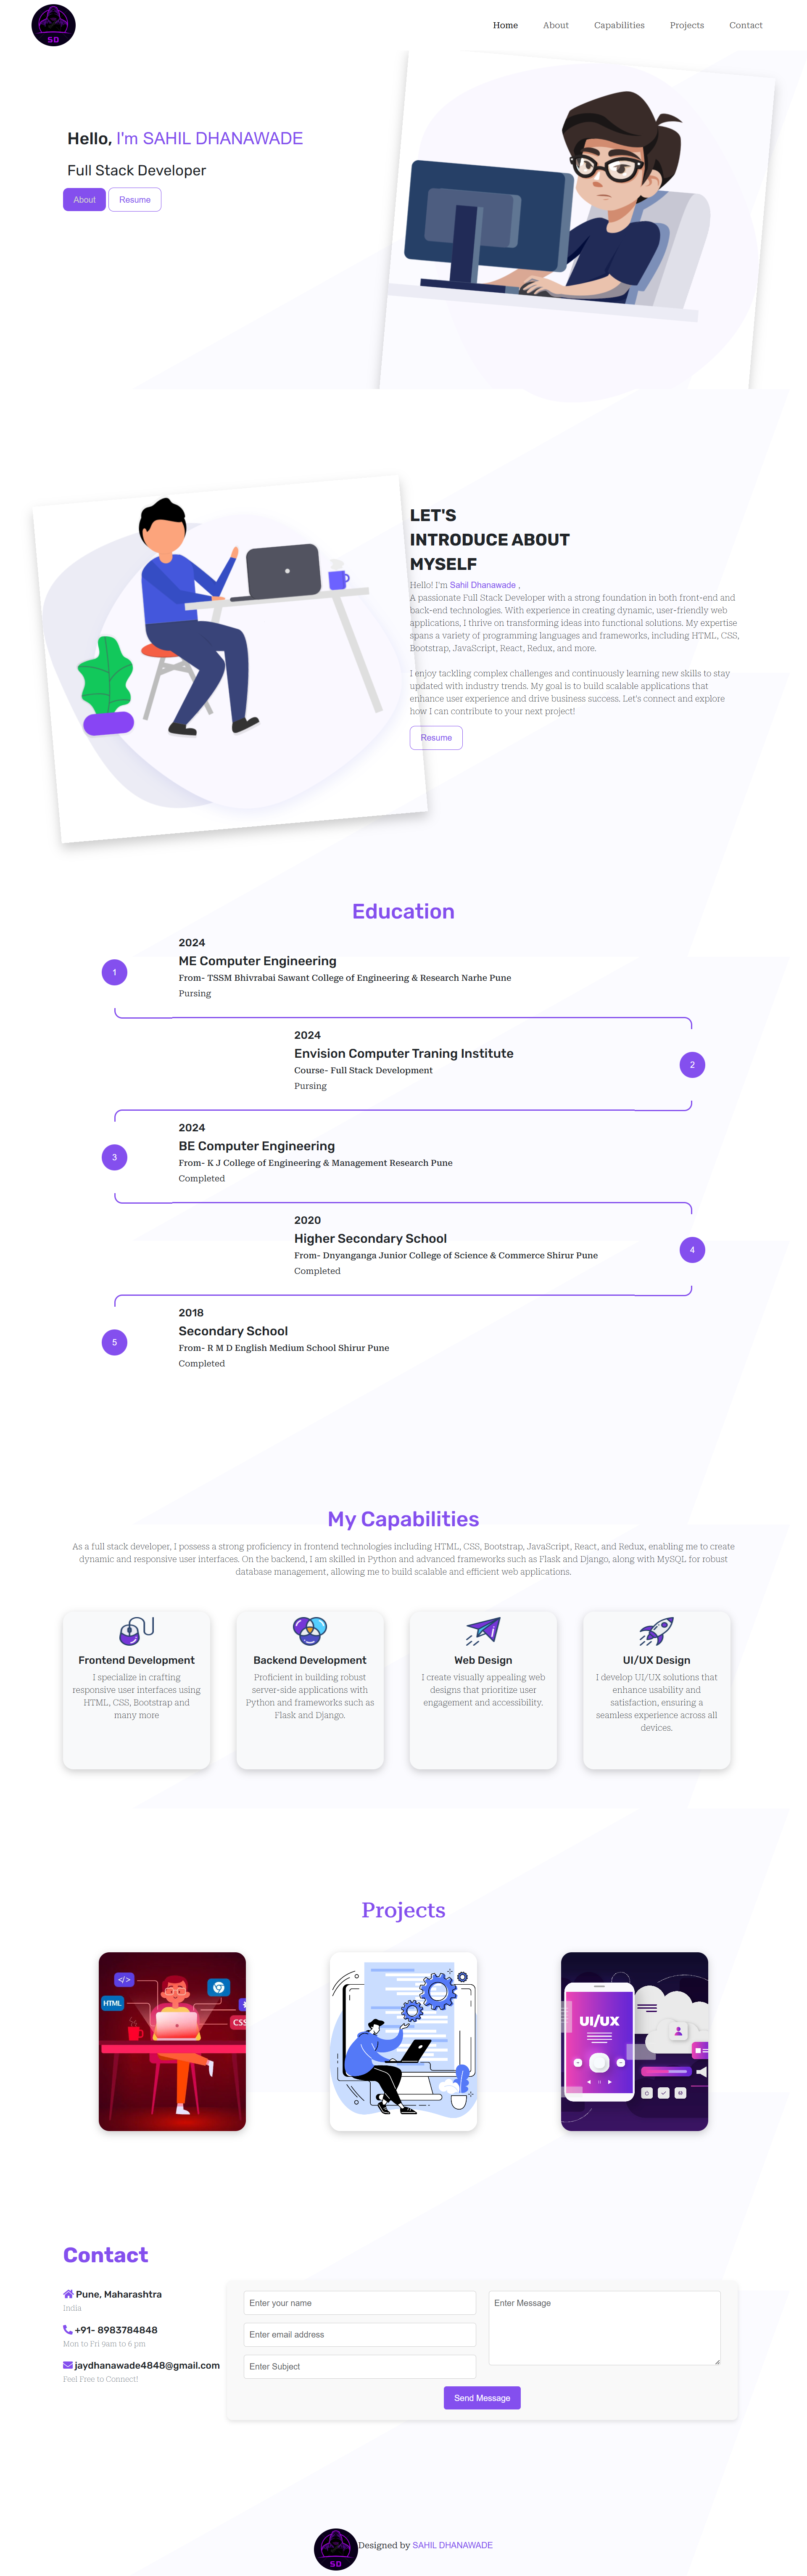 SD
Home About Capabilities Projects Contact
Hello, I'm SAHIL DHANAWADE
Full Stack Developer
About Resume
LET'S
INTRODUCE ABOUT
MYSELF
Hello! I'm Sahil Dhanawade ,
A passionate Full Stack Developer with a strong foundation in both front-end and
back-end technologies. With experience in creating dynamic, user-friendly web
applications, I thrive on transforming ideas into functional solutions. My expertise
spans a variety of programming languages and frameworks, including HTML, CSS,
Bootstrap, JavaScript, React, Redux, and more.
I enjoy tackling complex challenges and continuously learning new skills to stay
updated with industry trends. My goal is to build scalable applications that
enhance user experience and drive business success. Let's connect and explore
how I can contribute to your next project!
Resume
Education
1
2024
ME Computer Engineering
From- TSSM Bhivrabai Sawant College of Engineering & Research Narhe Pune
Pursing
2024
Envision Computer Traning Institute
Course- Full Stack Development
Pursing
2
3
2024
BE Computer Engineering
From- K J College of Engineering & Management Research Pune
Completed
2020
Higher Secondary School
From- Dnyanganga Junior College of Science & Commerce Shirur Pune
Completed
4
5
2018
Secondary School
From- R M D English Medium School Shirur Pune
Completed
My Capabilities
As a full stack developer, I possess a strong proficiency in frontend technologies including HTML, CSS, Bootstrap, JavaScript, React, and Redux, enabling me to create
dynamic and responsive user interfaces. On the backend, I am skilled in Python and advanced frameworks such as Flask and Django, along with MySQL for robust
database management, allowing me to build scalable and efficient web applications.
Frontend Development
I specialize in crafting
responsive user interfaces using
HTML, CSS, Bootstrap and
many more
Backend Development
Proficient in building robust
server-side applications with
Python and frameworks such as
Flask and Django.
Web Design
I create visually appealing web
designs that prioritize user
engagement and accessibility.
UI/UX Design
I develop UI/UX solutions that
enhance usability and
satisfaction, ensuring a
seamless experience across all
devices.
Projects
</>
HTML
CSS
UI/UX
Contact
Pune, Maharashtra
India
+91- 8983784848
Mon to Fri 9am to 6 pm
jaydhanawade4848@gmail.com
Feel Free to Connect!
Enter your name
Enter email address
Enter Subject
Enter Message
Send Message
SD
Designed by SAHIL DHANAWADE